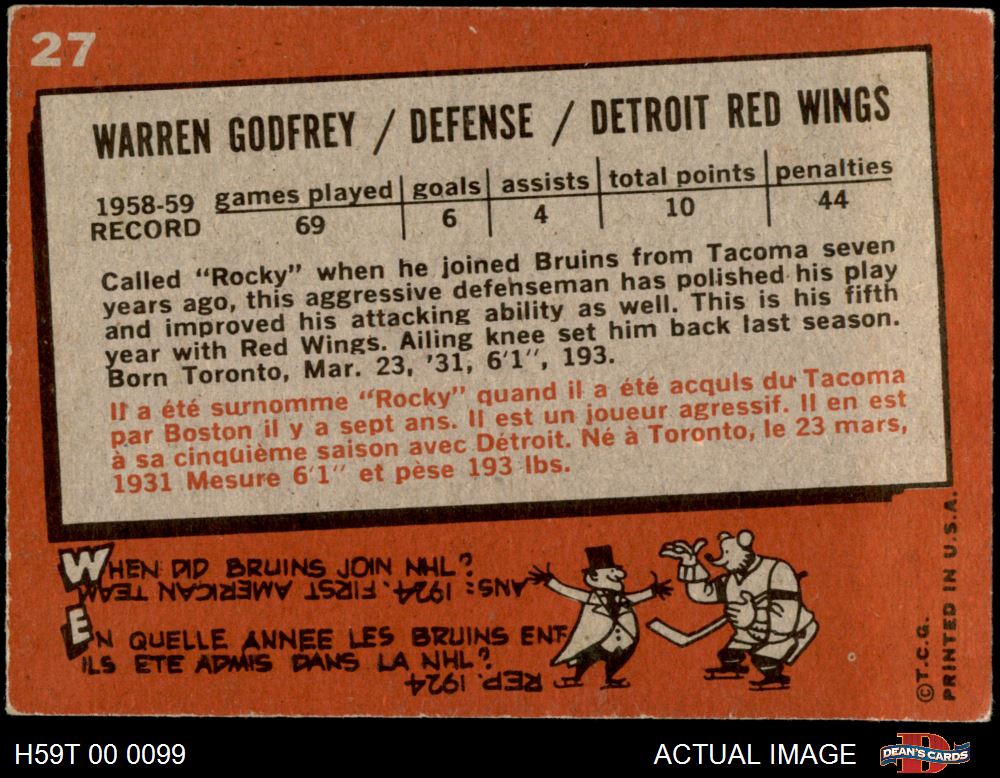 27
WARREN GODFREY / DEFENSE / DETROIT RED WINGS
1958-59 RECORD games played goals assists total points penalties
69 6 4 10 44
Called “Rocky” when he joined Bruins from Tacoma seven
years ago, this aggressive defenseman has polished his play
and improved his attacking ability as well. This is his fifth
year with Red Wings. Ailing knee set him back last season.
Born Toronto, Mar. 23, '31, 6'1'', 193.
Il a été surnomme “Rocky” quand il a été acquis du Tacoma
par Boston il y a sept ans. Il est un joueur agressif. Il en est
à sa cinquième saison avec Détroit. Né à Toronto, le 23 mars,
1931 Mesure 6'1'' et pèse 193 lbs.
WHEN DID BRUINS JOIN NHL?
ANS: 1924. FIRST AMERICAN TEAM
EN QUELLE ANNEE LES BRUINS ENT
ILS ETE ADMIS DANS LA NHL?
REP. 1924
©T.C.G.
PRINTED IN U.S.A.
H59T 00 0099
ACTUAL IMAGE
DEAN'S CARDS